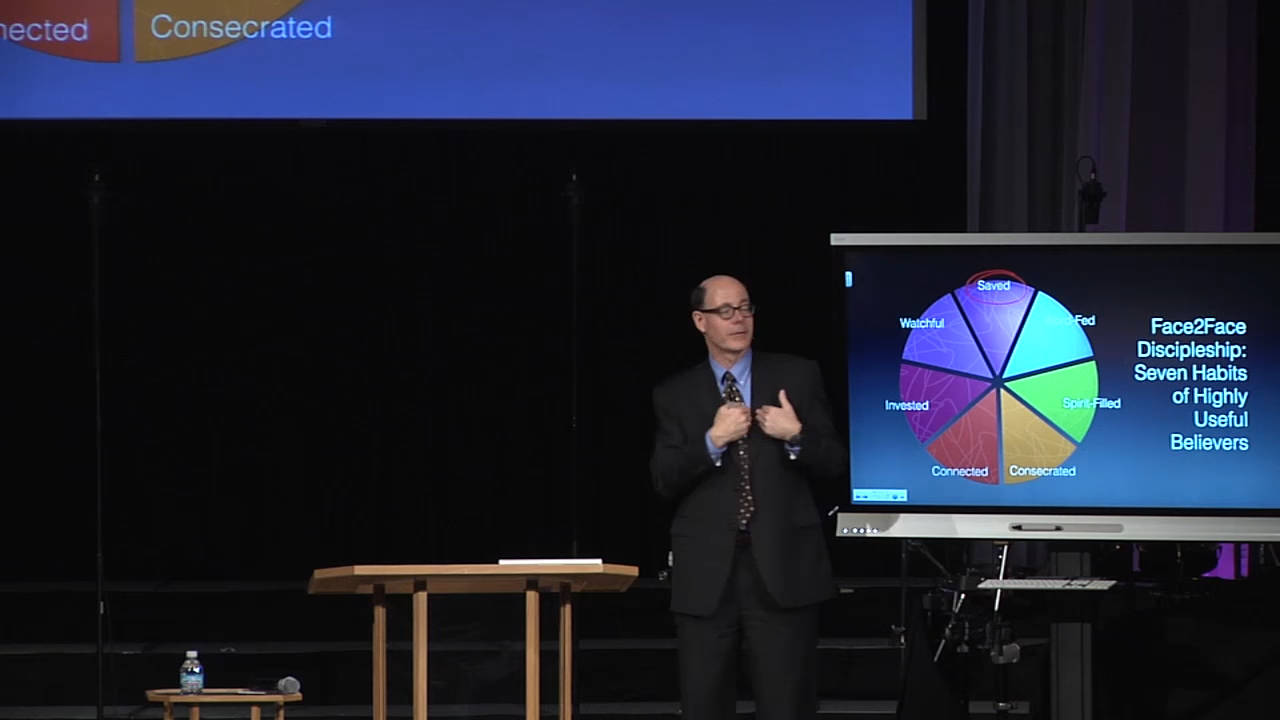 nected
Consecrated
Saved
Watchful
-Fed
Invested
Spirit-Filled
Connected
Consecrated
Face2Face
Discipleship:
Seven Habits
of Highly
Useful
Believers